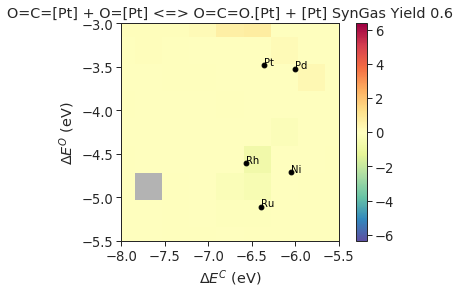 O=C=[Pt] + O=[Pt] <=> O=C=O.[Pt] + [Pt] SynGas Yield 0.6
−3.0
−3.5
−4.0
−4.5
−5.0
−5.5
ΔE^O (eV)
Pt
Pd
Rh
Ni
Ru
−8.0 −7.5 −7.0 −6.5 −6.0 −5.5
ΔE^C (eV)
6
4
2
0
−2
−4
−6